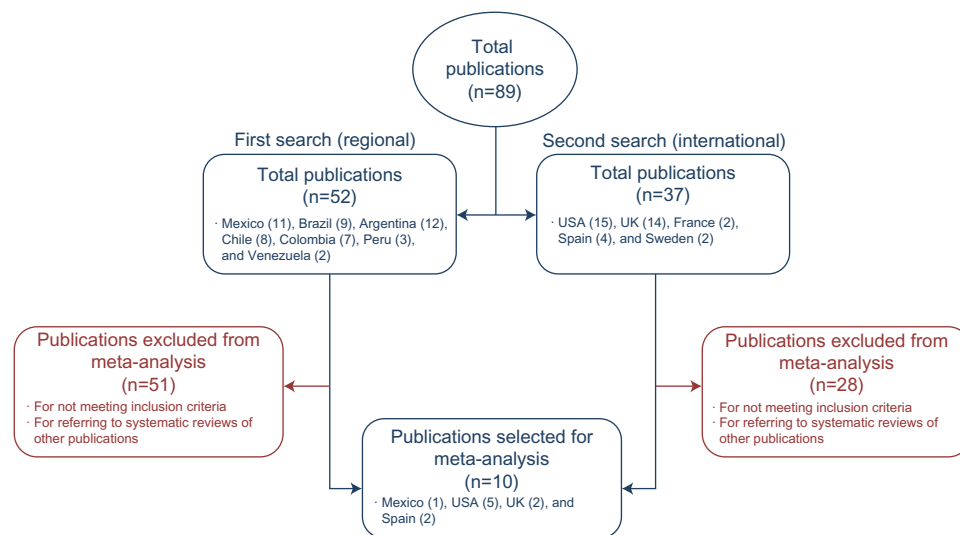 Total
publications
(n=89)
First search (regional)
Second search (international)
Total publications
(n=52)
· Mexico (11), Brazil (9), Argentina (12),
Chile (8), Colombia (7), Peru (3),
and Venezuela (2)
Total publications
(n=37)
· USA (15), UK (14), France (2),
Spain (4), and Sweden (2)
Publications excluded from
meta-analysis
(n=51)
· For not meeting inclusion criteria
· For referring to systematic reviews of
other publications
Publications excluded from
meta-analysis
(n=28)
· For not meeting inclusion criteria
· For referring to systematic reviews of
other publications
Publications selected for
meta-analysis
(n=10)
· Mexico (1), USA (5), UK (2), and
Spain (2)